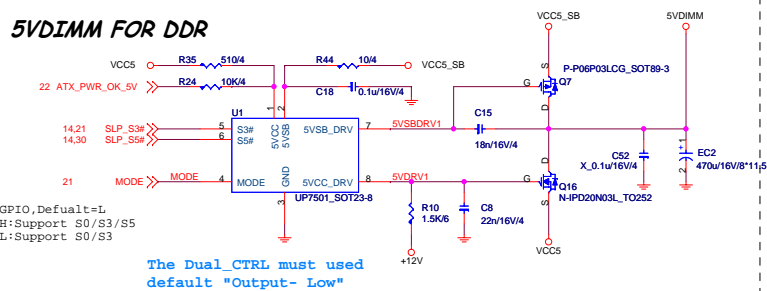 5VDIMM FOR DDR
VCC5_SB
5VDIMM
VCC5
R35
510/4
R44
10/4
VCC5_SB
P-P06P03LCG_SOT89-3
22 ATX_PWR_OK_5V
R24
10K/4
C18
0.1u/16V/4
S
G
Q7
D
U1
1
2
C15
14,21
SLP_S3#
5
S3#
5VCC
5VSB
5VSB_DRV
7
5VSBDRV1
14,30
SLP_S5#
6
S5#
18n/16V/4
D
C52
X_0.1u/16V/4
+
1
EC2
470u/16V/8*11.5
2
21
MODE
MODE
4
MODE
GND
5VCC_DRV
8
5VDRV1
G
Q16
N-IPD20N03L_TO252
S
3
UP7501_SOT23-8
R10
1.5K/6
C8
22n/16V/4
GPIO,Defualt=L
H:Support S0/S3/S5
L:Support S0/S3
+12V
VCC5
The Dual_CTRL must used
default "Output- Low"